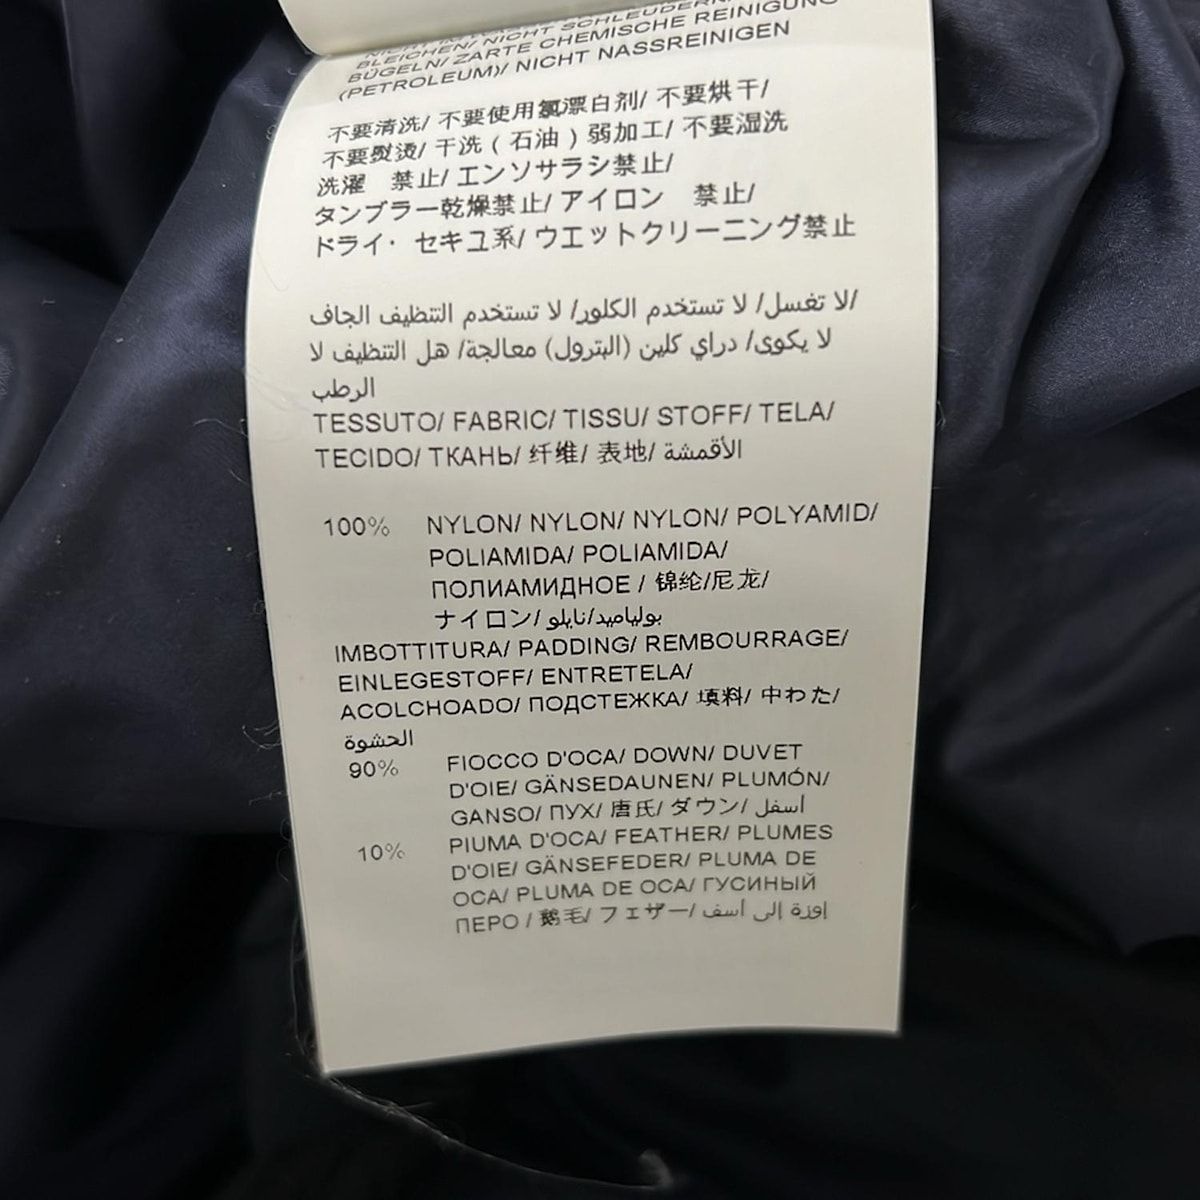 BLEICHEN/ NICHT SCHLEUDERN/
BÜGELN/ ZARTE CHEMISCHE REINIGUNG
(PETROLEUM)/ NICHT NASSREINIGEN
不要清洗/ 不要使用氯漂白剂/ 不要烘干/
不要熨烫/ 干洗 ( 石油 ) 弱加工/ 不要湿洗
洗濯 禁止/ エンソサラシ禁止/
タンブラー乾燥禁止/ アイロン 禁止/
ドライ・ セキユ系/ ウエットクリーニング禁止
لا تغسل/ لا تستخدم الكلور/ لا تستخدم التنظيف الجاف/
لا يكوى/ دراي كلين (البترول) معالجة/ هل التنظيف لا
الرطب
TESSUTO/ FABRIC/ TISSU/ STOFF/ TELA/
TECIDO/ ТКАНЬ/ 纤维/ 表地/ الأقمشة
100% NYLON/ NYLON/ NYLON/ POLYAMID/
POLIAMIDA/ POLIAMIDA/
ПОЛИАМИДНОЕ / 锦纶/尼龙/
ナイロン/ بولياميد/نايلو
IMBOTTITURA/ PADDING/ REMBOURRAGE/
EINLEGESTOFF/ ENTRETELA/
ACOLCHOADO/ ПОДСТЕЖКА/ 填料/ 中わた/
الحشوة
90% FIOCCO D'OCA/ DOWN/ DUVET
D'OIE/ GÄNSEDAUNEN/ PLUMÓN/
GANSO/ ПУХ/ 唐氏/ ダウン/ أسفل
10% PIUMA D'OCA/ FEATHER/ PLUMES
D'OIE/ GÄNSEFEDER/ PLUMA DE
OCA/ PLUMA DE OCA/ ГУСИНЫЙ
ПЕРО / 鹅毛/ フェザー/ إوزة إلى أسف